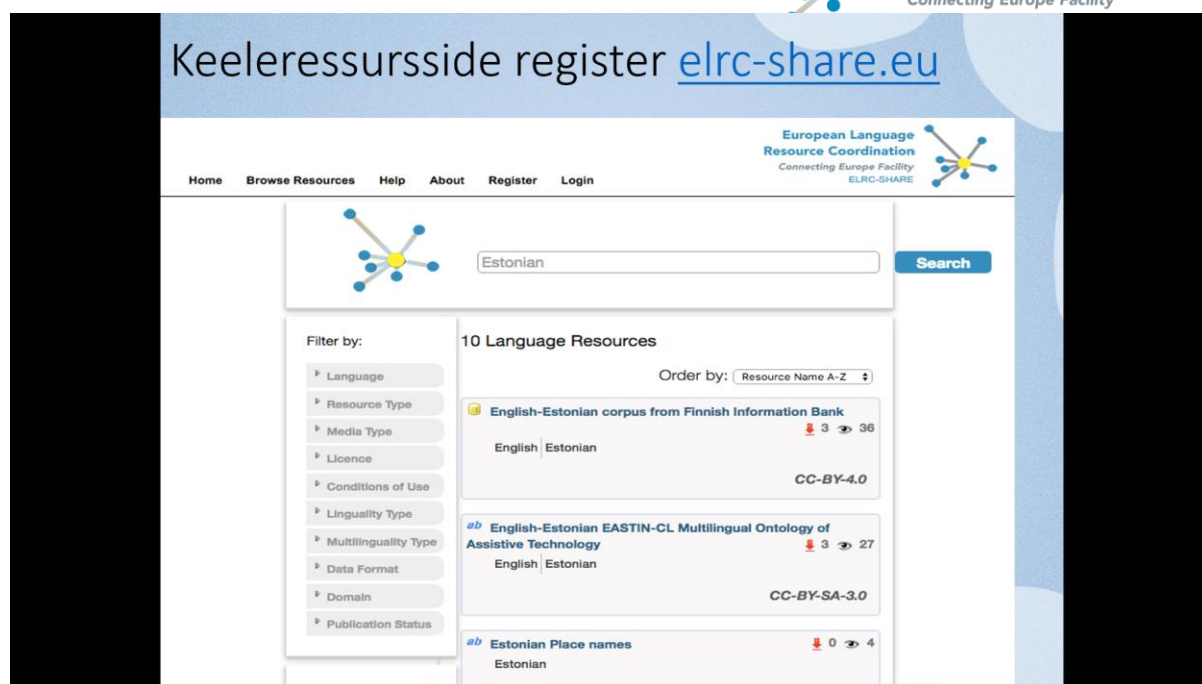 Connecting Europe Facility
Keeleressursside register elrc-share.eu
European Language
Resource Coordination
Connecting Europe Facility
ELRC-SHARE
Home Browse Resources Help About Register Login
Estonian
Search
Filter by:
Language
Resource Type
Media Type
Licence
Conditions of Use
Linguality Type
Multilinguality Type
Data Format
Domain
Publication Status
10 Language Resources
Order by: Resource Name A-Z
English-Estonian corpus from Finnish Information Bank
3 36
English Estonian
CC-BY-4.0
ab English-Estonian EASTIN-CL Multilingual Ontology of
Assistive Technology 3 27
English Estonian
CC-BY-SA-3.0
ab Estonian Place names 0 4
Estonian